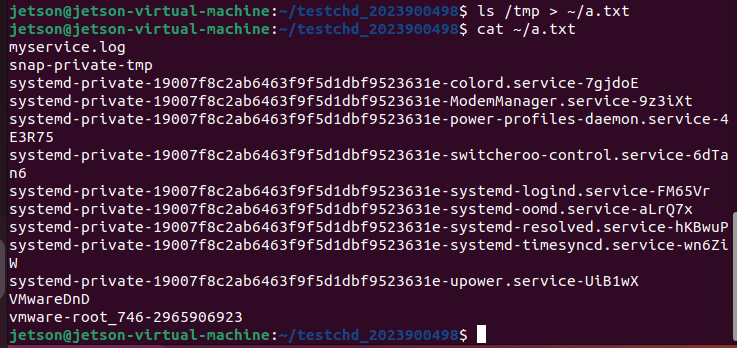 jetson@jetson-virtual-machine:~/testchd_2023900498$ ls /tmp > ~/a.txt
jetson@jetson-virtual-machine:~/testchd_2023900498$ cat ~/a.txt
myservice.log
snap-private-tmp
systemd-private-19007f8c2ab6463f9f5d1dbf9523631e-colord.service-7gjdoE
systemd-private-19007f8c2ab6463f9f5d1dbf9523631e-ModemManager.service-9z3iXt
systemd-private-19007f8c2ab6463f9f5d1dbf9523631e-power-profiles-daemon.service-4
E3R75
systemd-private-19007f8c2ab6463f9f5d1dbf9523631e-switcheroo-control.service-6dTa
n6
systemd-private-19007f8c2ab6463f9f5d1dbf9523631e-systemd-logind.service-FM65Vr
systemd-private-19007f8c2ab6463f9f5d1dbf9523631e-systemd-oomd.service-aLrQ7x
systemd-private-19007f8c2ab6463f9f5d1dbf9523631e-systemd-resolved.service-hKBwuP
systemd-private-19007f8c2ab6463f9f5d1dbf9523631e-systemd-timesyncd.service-wn6Zi
W
systemd-private-19007f8c2ab6463f9f5d1dbf9523631e-upower.service-UiB1wX
VMwareDnD
vmware-root_746-2965906923
jetson@jetson-virtual-machine:~/testchd_2023900498$